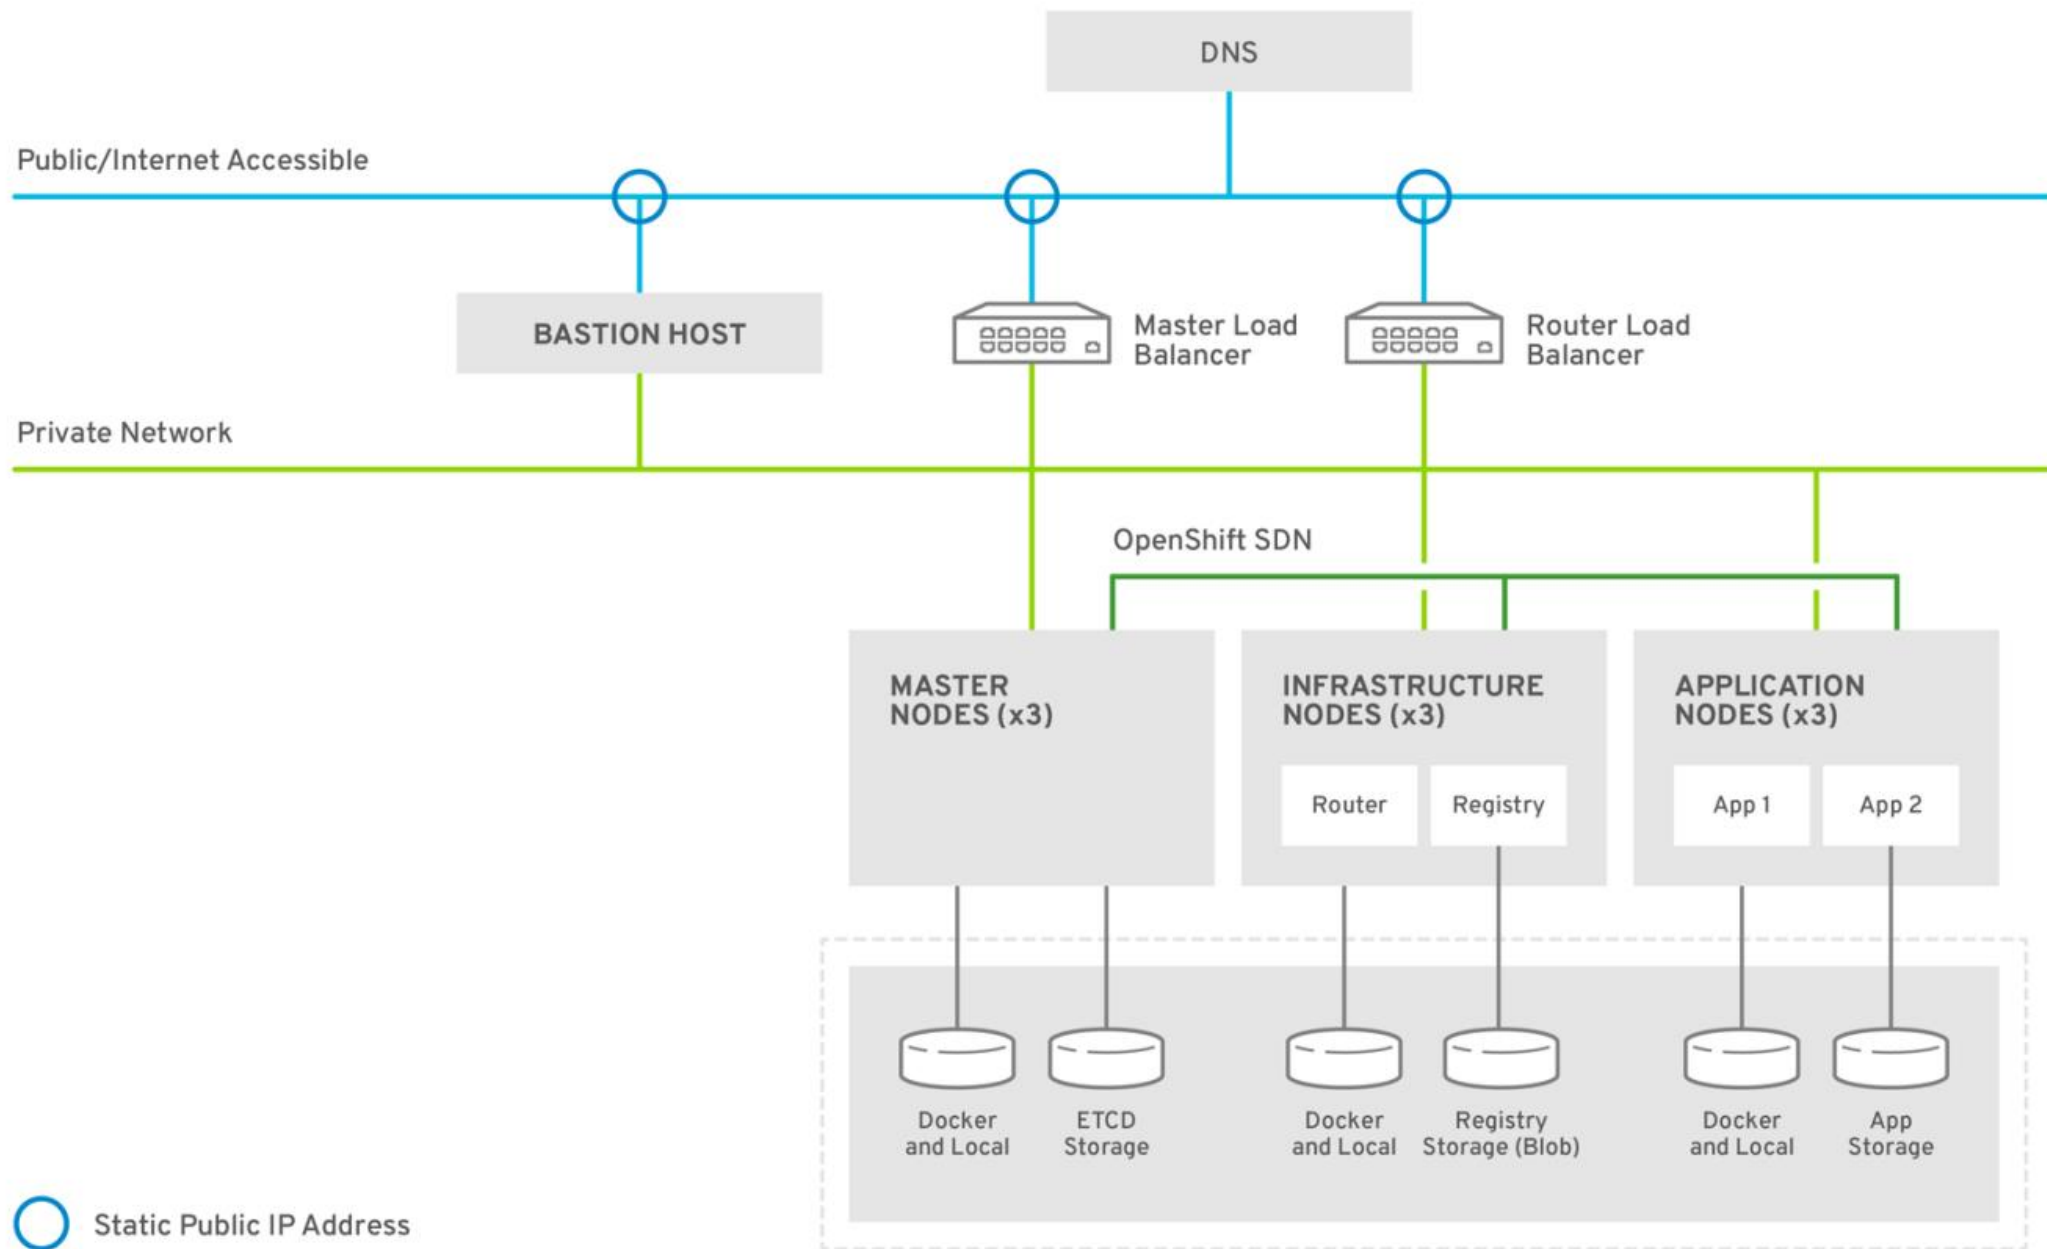 DNS
Public/Internet Accessible
BASTION HOST
Master Load
Balancer
Router Load
Balancer
Private Network
OpenShift SDN
MASTER
NODES (x3)
INFRASTRUCTURE
NODES (x3)
Router
Registry
APPLICATION
NODES (x3)
App 1
App 2
Docker
and Local
ETCD
Storage
Docker
and Local
Registry
Storage (Blob)
Docker
and Local
App
Storage
Static Public IP Address